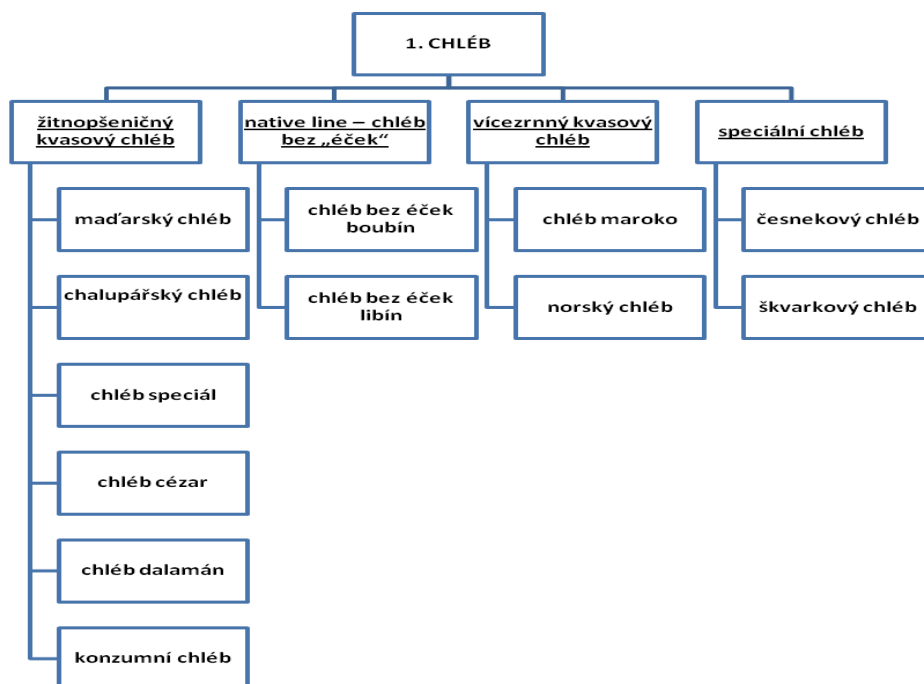 1. CHLÉB
žitnopšeničný
kvasový chléb
native line – chléb
bez „éček“
vícezrnný kvasový
chléb
speciální chléb
maďarský chléb
chalupářský chléb
chléb speciál
chléb cézar
chléb dalamán
konzumní chléb
chléb bez éček
boubín
chléb bez éček
libín
chléb maroko
norský chléb
česnekový chléb
škvarkový chléb